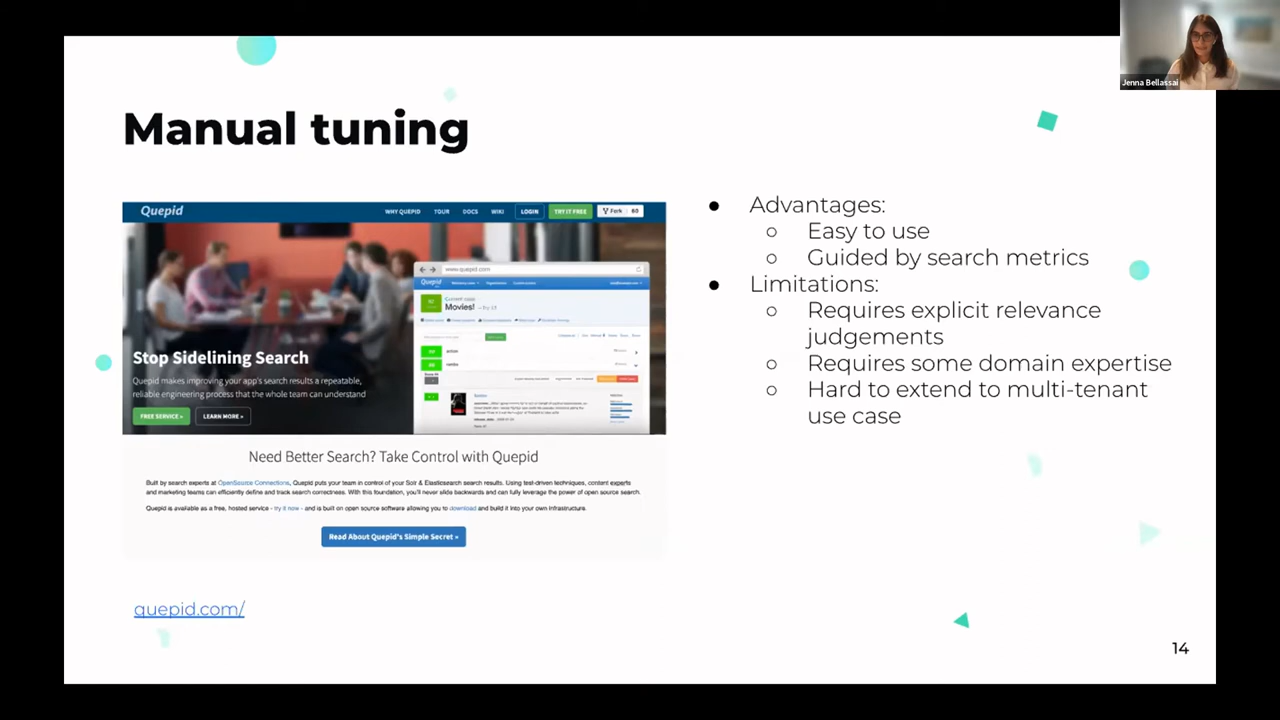 Jenna Bellassai
Manual tuning
Quepid
WHY QUEPID TOUR DOCS WIKI LOGIN TRY IT FREE Fork 60
www.quepid.com
Quepid
Movies!
Stop Sidelining Search
Quepid makes improving your app's search results a repeatable,
reliable engineering process that the whole team can understand
FREE SERVICE » LEARN MORE »
Need Better Search? Take Control with Quepid
Built by search experts at OpenSource Connections, Quepid puts your team in control of your Solr & Elasticsearch search results. Using test-driven techniques, content experts
and marketing teams can efficiently define and track search correctness. With this foundation, you'll never slide backwards and can fully leverage the power of open source search.
Quepid is available as a free, hosted service - try it now - and is built on open source software allowing you to download and build it into your own infrastructure.
Read About Quepid's Simple Secret »
quepid.com/
● Advantages:
○ Easy to use
○ Guided by search metrics
● Limitations:
○ Requires explicit relevance
judgements
○ Requires some domain expertise
○ Hard to extend to multi-tenant
use case
14